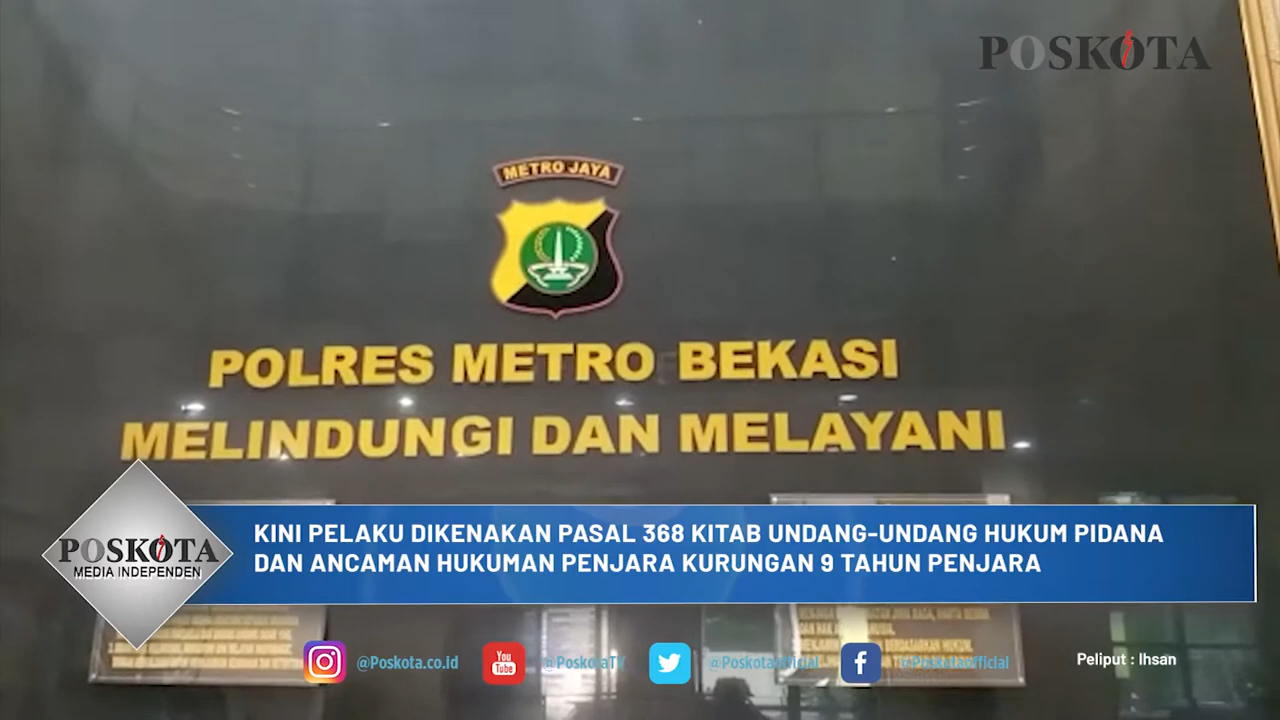 POSKOTA
METRO JAYA
POLRES METRO BEKASI
MELINDUNGI DAN MELAYANI
POSKOTA
MEDIA INDEPENDEN
KINI PELAKU DIKENAKAN PASAL 368 KITAB UNDANG-UNDANG HUKUM PIDANA
DAN ANCAMAN HUKUMAN PENJARA KURUNGAN 9 TAHUN PENJARA
@Poskota.co.id
You
Tube
@PoskotaTV
@Poskotaofficial
@Poskotaofficial
Peliput : Ihsan